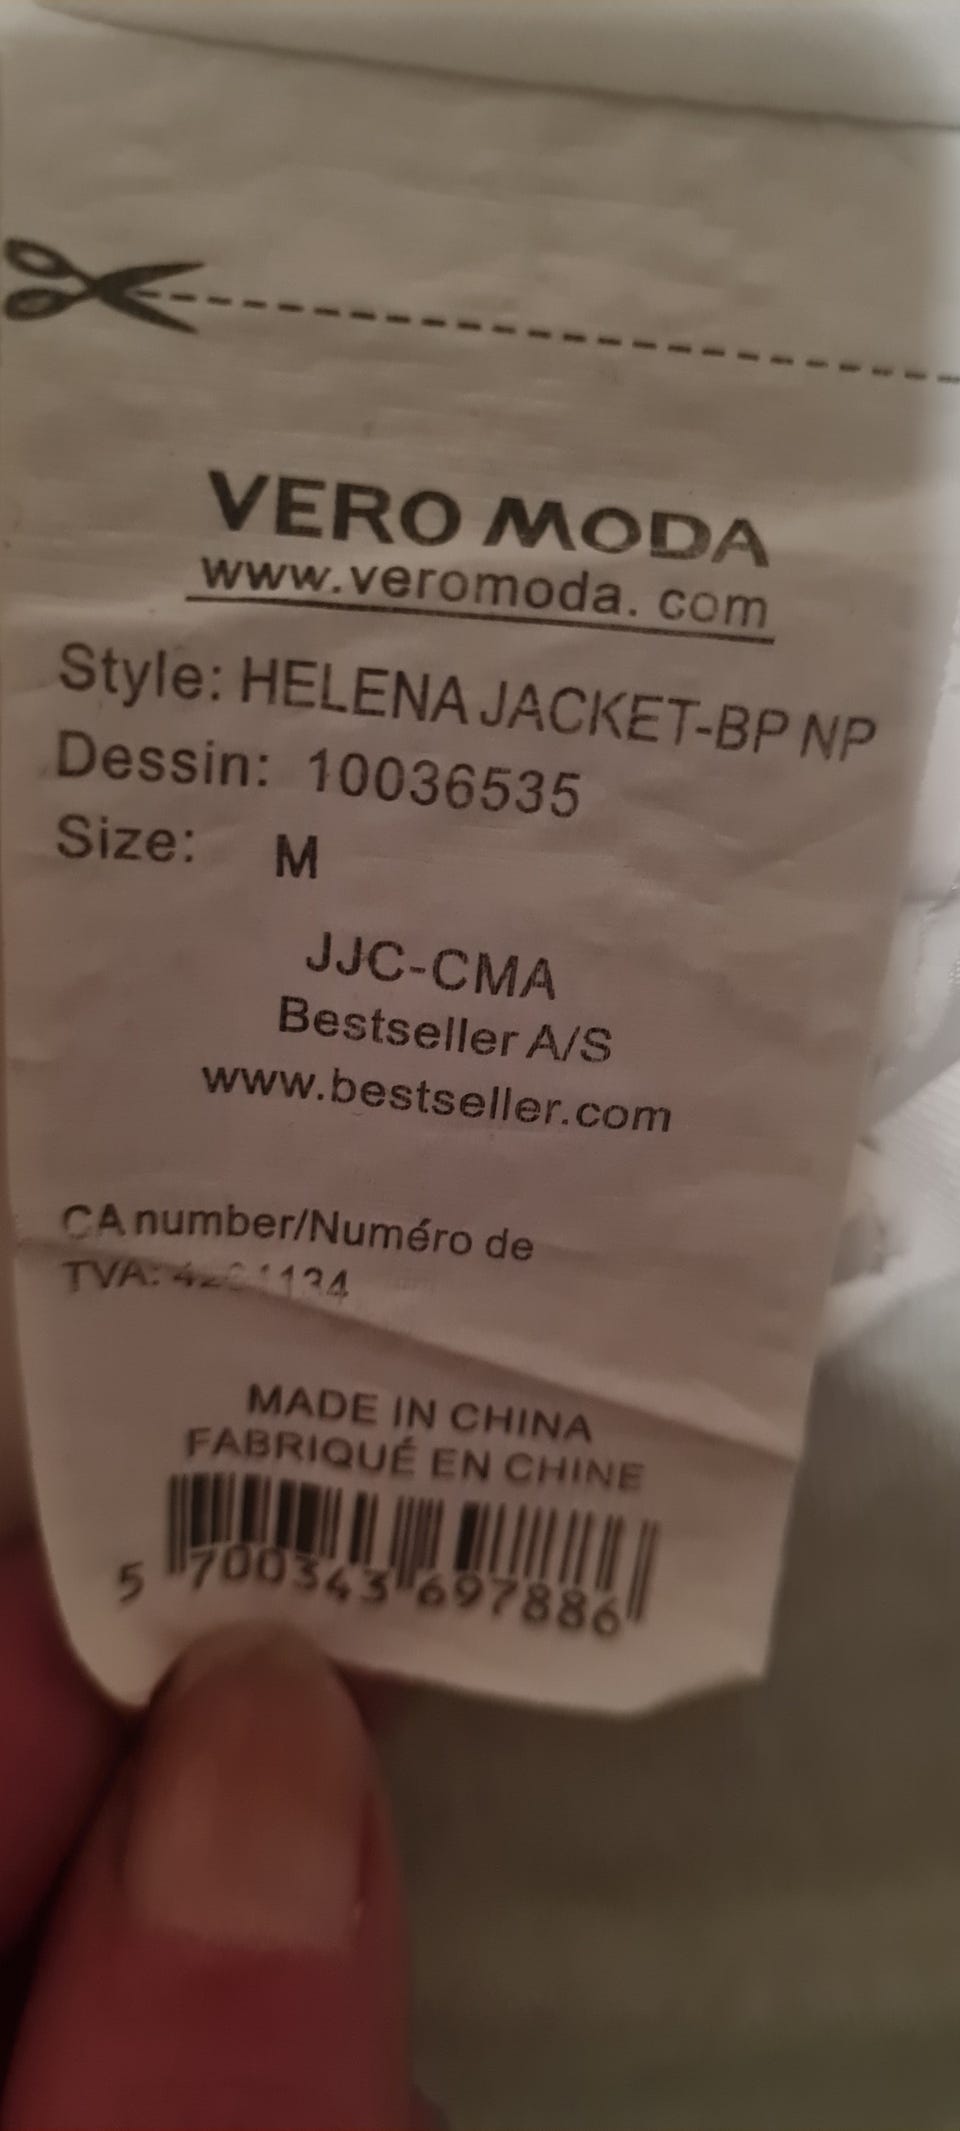 VERO MODA
www.veromoda. com
Style: HELENA JACKET-BP NP
Dessin: 10036535
Size: M
JJC-CMA
Bestseller A/S
www.bestseller.com
CA number/Numéro de
TVA:
MADE IN CHINA
FABRIQUÉ EN CHINE
5 700343 697886